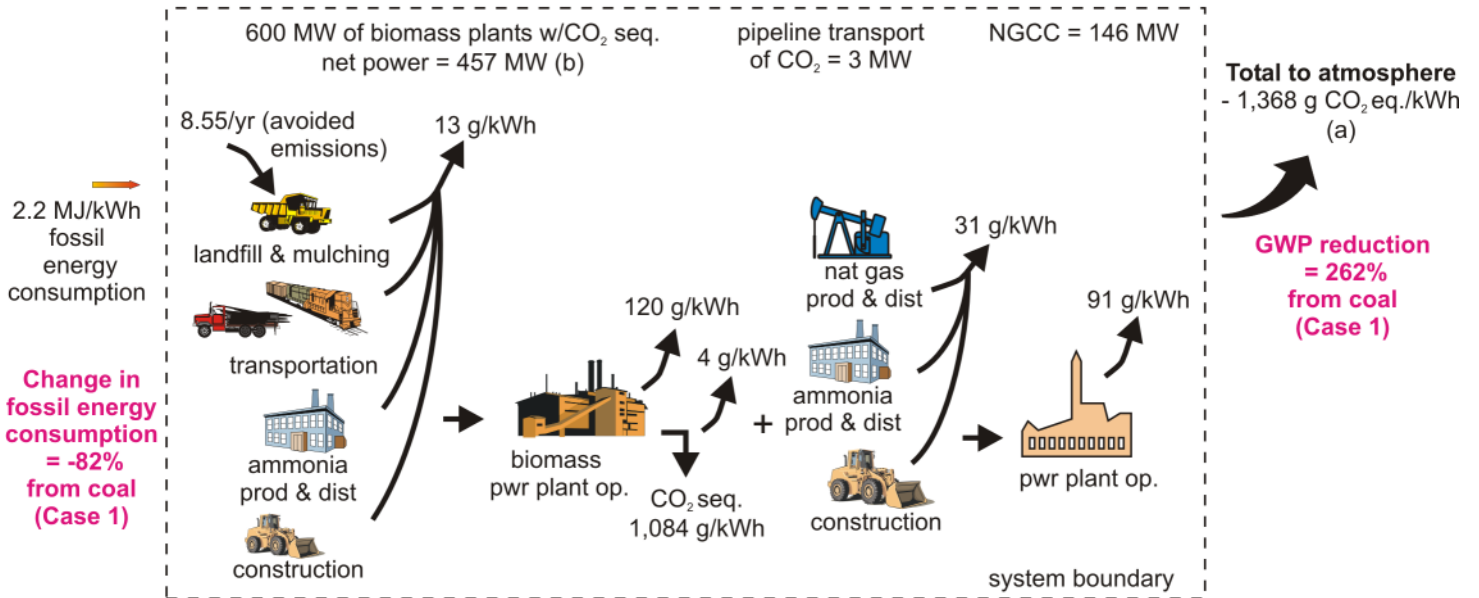 600 MW of biomass plants w/CO₂ seq.
net power = 457 MW (b)
pipeline transport
of CO₂ = 3 MW
NGCC = 146 MW
Total to atmosphere
- 1,368 g CO₂ eq./kWh
(a)
8.55/yr (avoided
emissions)
13 g/kWh
2.2 MJ/kWh
fossil
energy
consumption
landfill & mulching
transportation
Change in
fossil energy
consumption
= -82%
from coal
(Case 1)
ammonia
prod & dist
construction
biomass
pwr plant op.
120 g/kWh
4 g/kWh
CO₂ seq.
1,084 g/kWh
+
nat gas
prod & dist
31 g/kWh
ammonia
prod & dist
construction
91 g/kWh
pwr plant op.
GWP reduction
= 262%
from coal
(Case 1)
system boundary